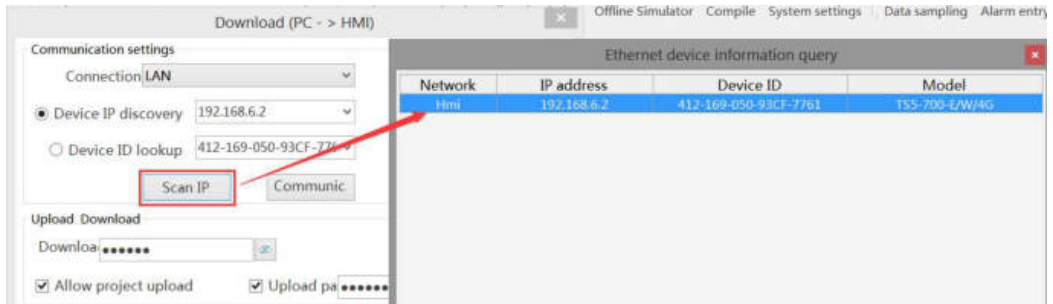 Download (PC - > HMI)
Offline Simulator Compile System settings Data sampling Alarm entry
Communication settings
Connection LAN
Device IP discovery 192.168.6.2
Device ID lookup 412-169-050-93CF-776
Scan IP Communic
Upload Download
Downloa ●●●●●●
Allow project upload Upload pa ●●●●●●
Ethernet device information query
Network IP address Device ID Model
Hmi 192.168.6.2 412-169-050-93CF-7761 TS5-700-E/W/4G